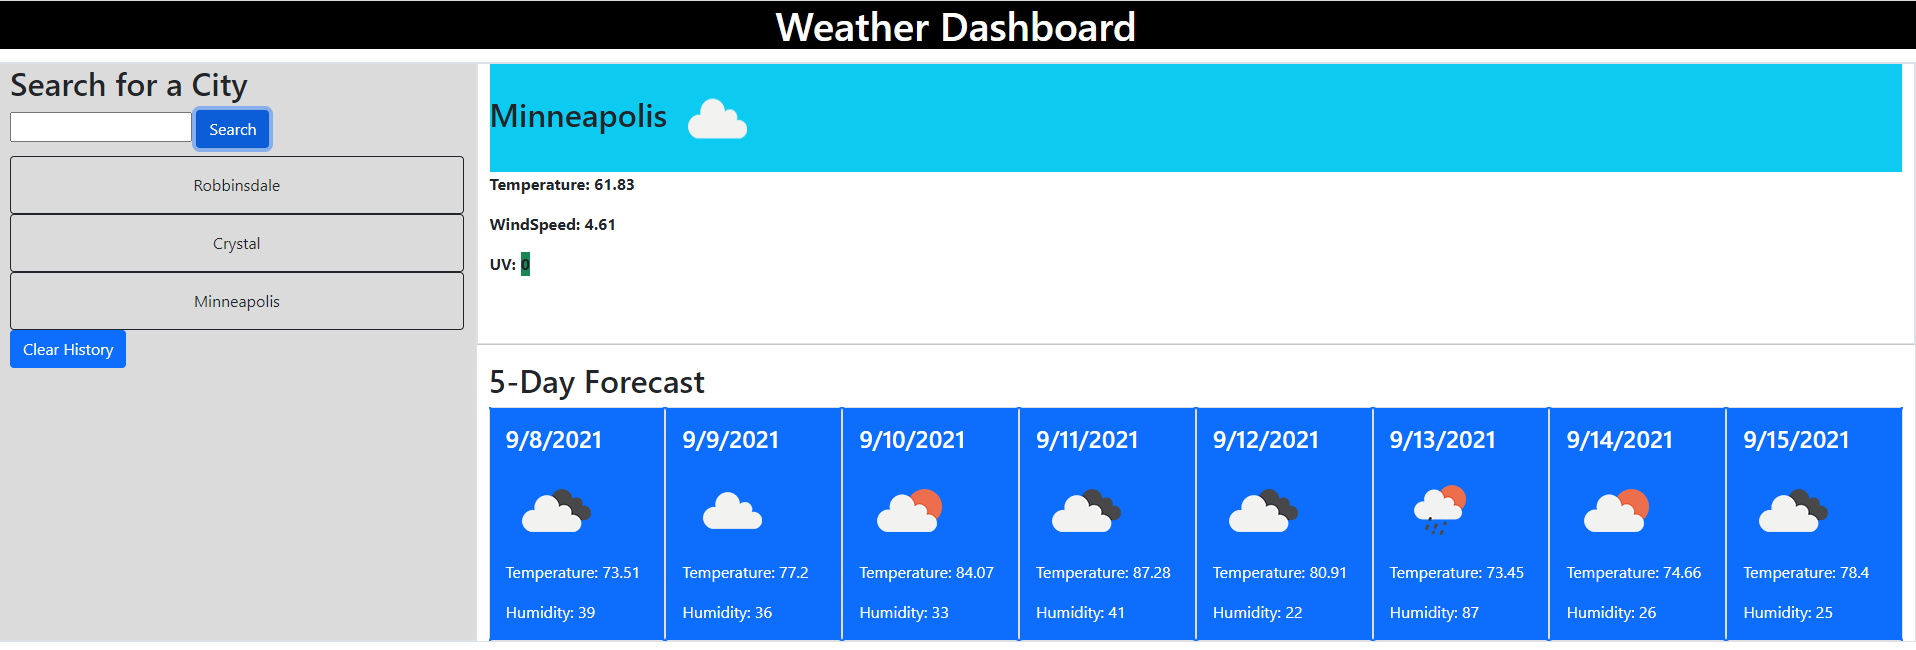 Weather Dashboard
Search for a City
Search
Robbinsdale
Crystal
Minneapolis
Clear History
Minneapolis
Temperature: 61.83
WindSpeed: 4.61
UV: 0
5-Day Forecast
9/8/2021
Temperature: 73.51
Humidity: 39
9/9/2021
Temperature: 77.2
Humidity: 36
9/10/2021
Temperature: 84.07
Humidity: 33
9/11/2021
Temperature: 87.28
Humidity: 41
9/12/2021
Temperature: 80.91
Humidity: 22
9/13/2021
Temperature: 73.45
Humidity: 87
9/14/2021
Temperature: 74.66
Humidity: 26
9/15/2021
Temperature: 78.4
Humidity: 25